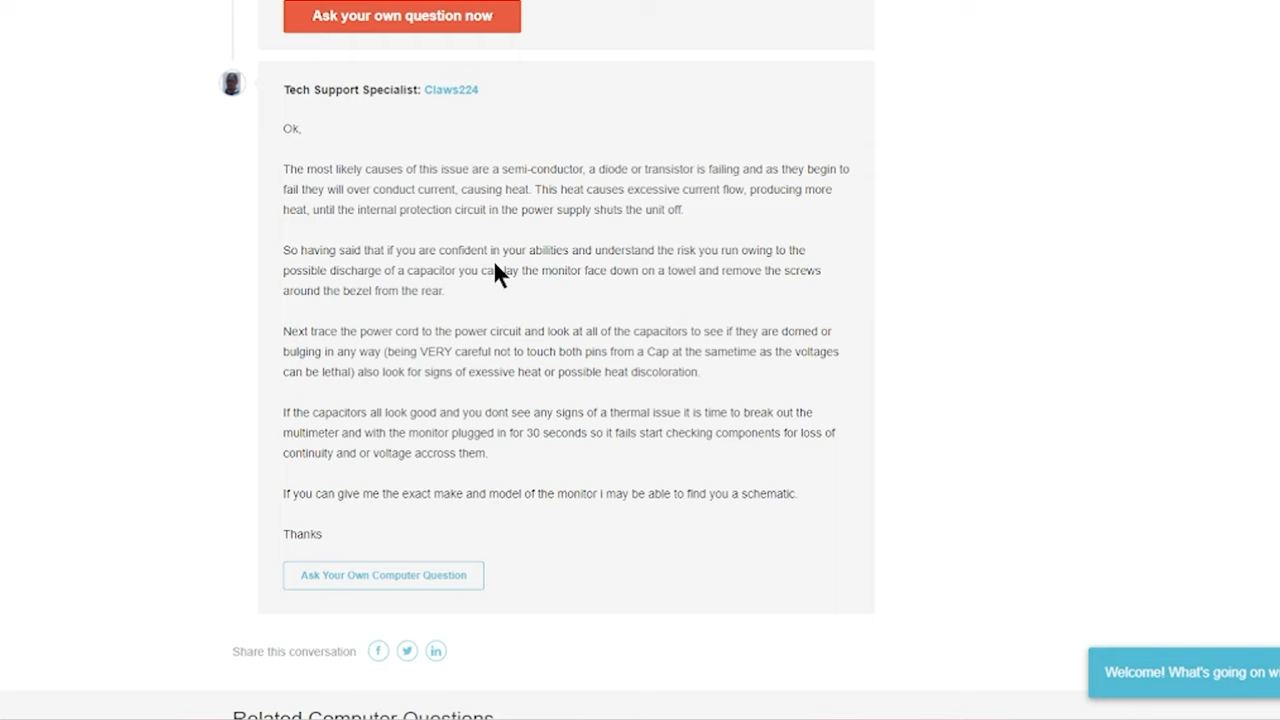 Ask your own question now
Tech Support Specialist: Claws224
Ok,
The most likely causes of this issue are a semi-conductor, a diode or transistor is failing and as they begin to
fail they will over conduct current, causing heat. This heat causes excessive current flow, producing more
heat, until the internal protection circuit in the power supply shuts the unit off.
So having said that if you are confident in your abilities and understand the risk you run owing to the
possible discharge of a capacitor you can lay the monitor face down on a towel and remove the screws
around the bezel from the rear.
Next trace the power cord to the power circuit and look at all of the capacitors to see if they are domed or
bulging in any way (being VERY careful not to touch both pins from a Cap at the sametime as the voltages
can be lethal) also look for signs of exessive heat or possible heat discoloration.
If the capacitors all look good and you dont see any signs of a thermal issue it is time to break out the
multimeter and with the monitor plugged in for 30 seconds so it fails start checking components for loss of
continuity and or voltage accross them.
If you can give me the exact make and model of the monitor I may be able to find you a schematic.
Thanks
Ask Your Own Computer Question
Share this conversation
Welcome! What's going on wi
Related Computer Questions